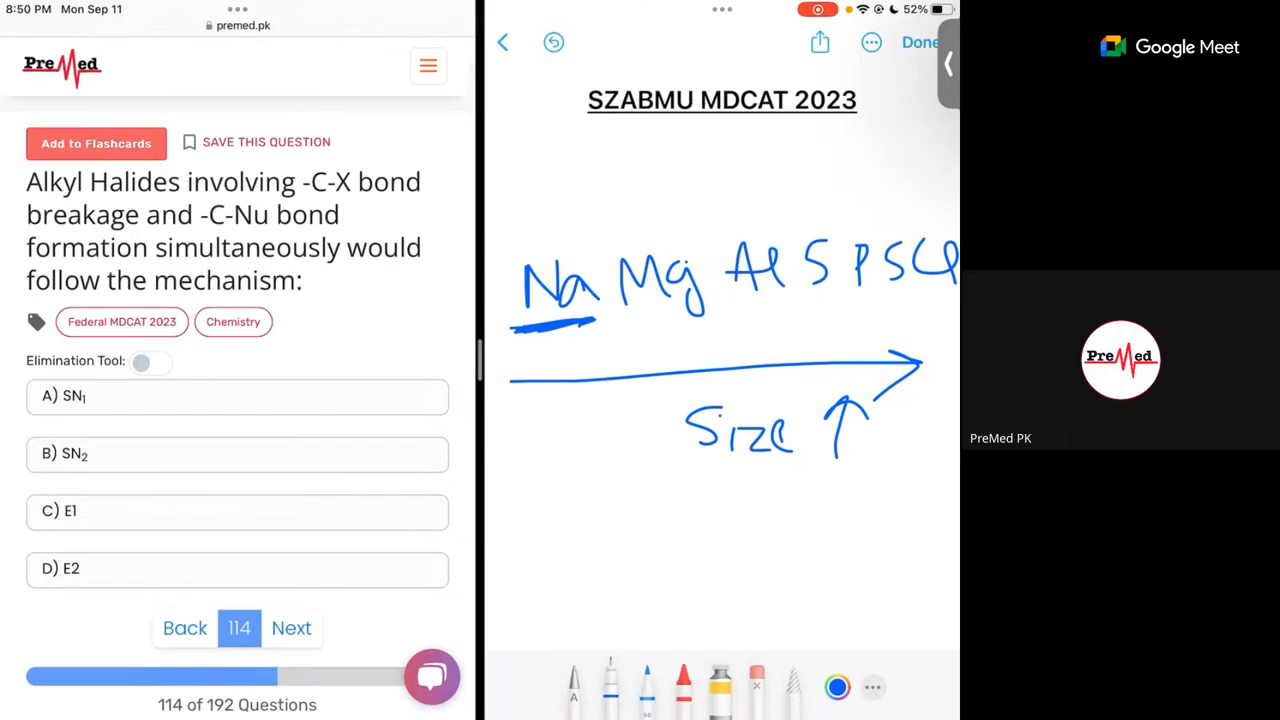 8:50 PM Mon Sep 11
premed.pk
PreMed
Add to Flashcards
SAVE THIS QUESTION
Alkyl Halides involving -C-X bond
breakage and -C-Nu bond
formation simultaneously would
follow the mechanism:
Federal MDCAT 2023
Chemistry
Elimination Tool:
A) SN₁
B) SN₂
C) E1
D) E2
Back 114 Next
114 of 192 Questions
52%
Done
SZABMU MDCAT 2023
Na Mg Al S P S Cl
Size ↑
A
Google Meet
PreMed
PreMed PK